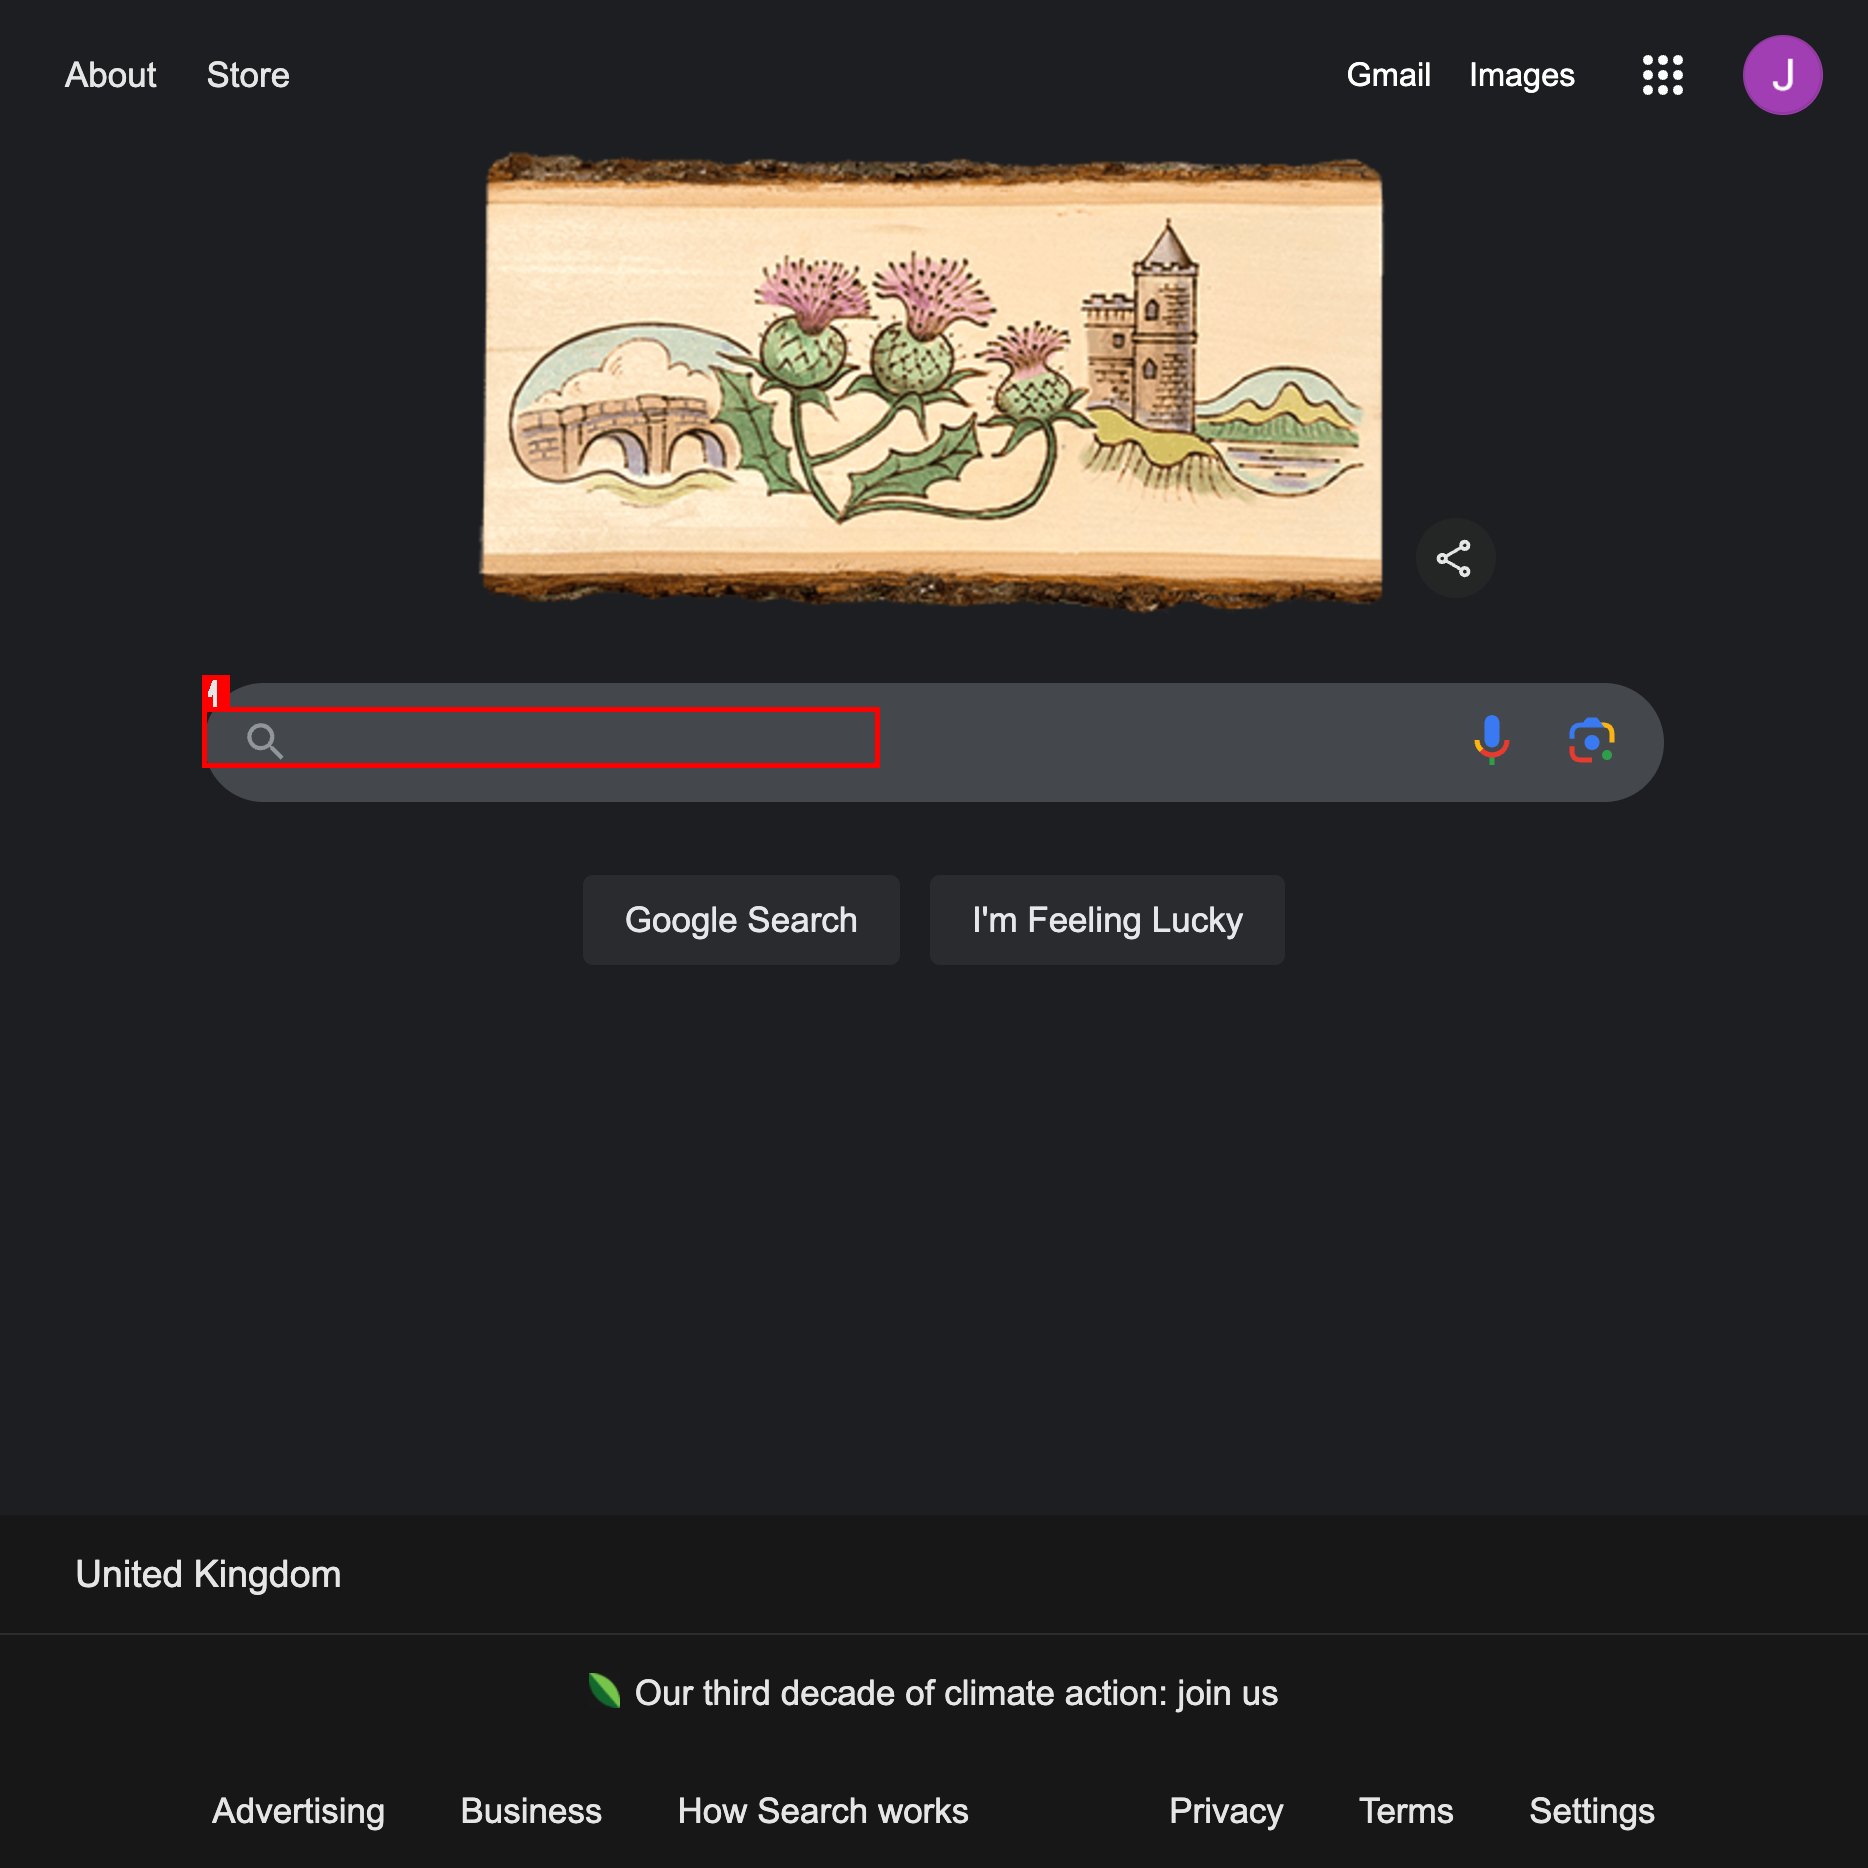 About Store Gmail Images J
1
Google Search I'm Feeling Lucky
United Kingdom
Our third decade of climate action: join us
Advertising Business How Search works Privacy Terms Settings